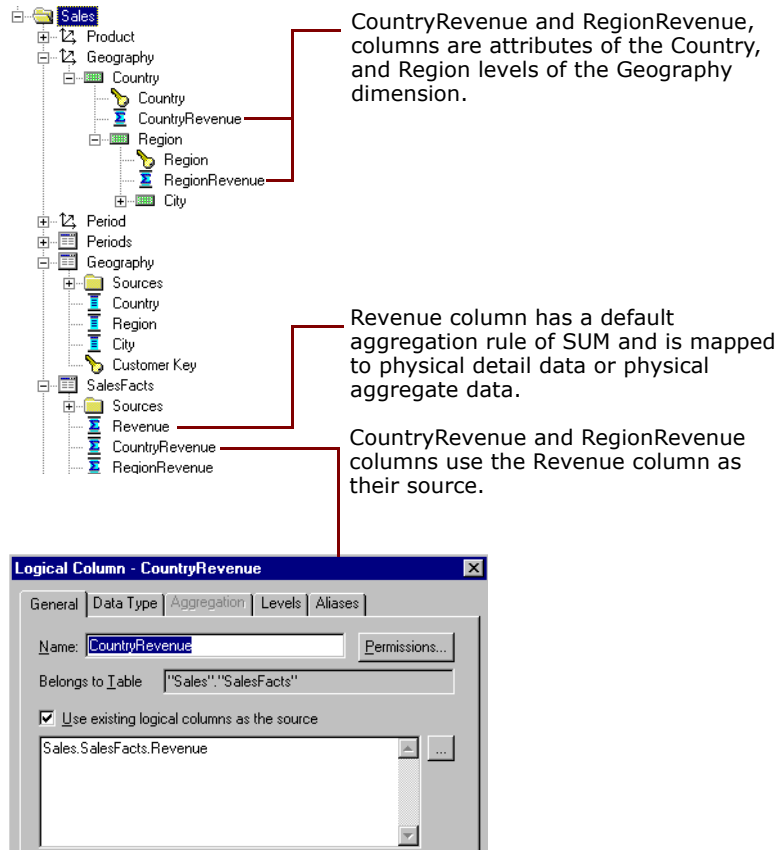 Sales
Product
Geography
Country
Country
CountryRevenue
Region
Region
RegionRevenue
City
Period
Periods
Geography
Sources
Country
Region
City
Customer Key
SalesFacts
Sources
Revenue
CountryRevenue
RegionRevenue
CountryRevenue and RegionRevenue,
columns are attributes of the Country,
and Region levels of the Geography
dimension.
Revenue column has a default
aggregation rule of SUM and is mapped
to physical detail data or physical
aggregate data.
CountryRevenue and RegionRevenue
columns use the Revenue column as
their source.
Logical Column - CountryRevenue
General Data Type Aggregation Levels Aliases
Name: CountryRevenue Permissions...
Belongs to Table "Sales"."SalesFacts"
Use existing logical columns as the source
Sales.SalesFacts.Revenue ...